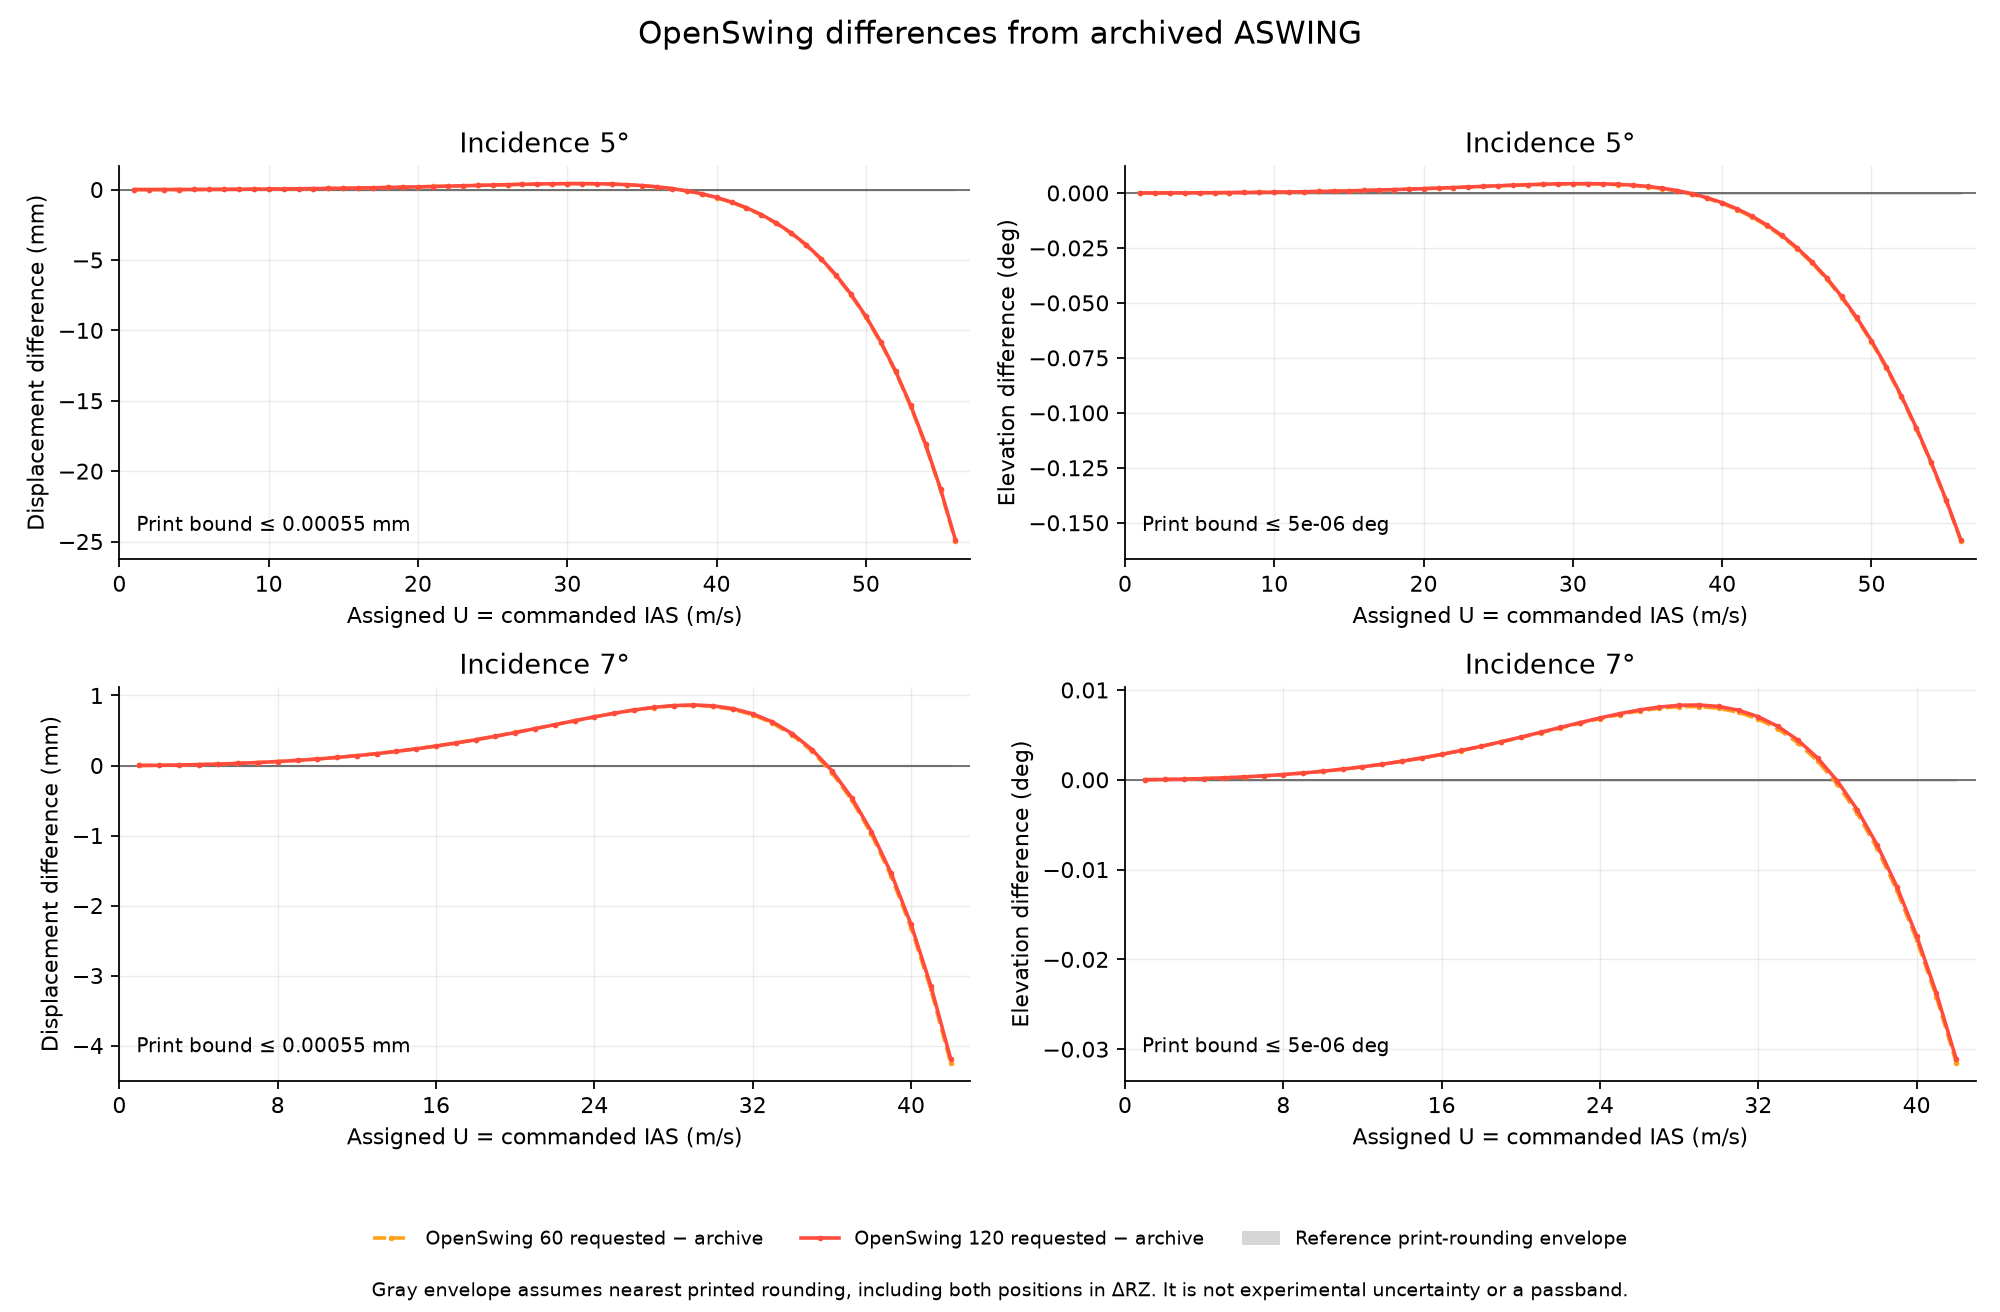 OpenSwing differences from archived ASWING
Incidence 5°
Displacement difference (mm)
0
−5
−10
−15
−20
−25
Print bound ≤ 0.00055 mm
0 10 20 30 40 50
Assigned U = commanded IAS (m/s)
Incidence 5°
Elevation difference (deg)
0.000
−0.025
−0.050
−0.075
−0.100
−0.125
−0.150
Print bound ≤ 5e-06 deg
0 10 20 30 40 50
Assigned U = commanded IAS (m/s)
Incidence 7°
Displacement difference (mm)
1
0
−1
−2
−3
−4
Print bound ≤ 0.00055 mm
0 8 16 24 32 40
Assigned U = commanded IAS (m/s)
Incidence 7°
Elevation difference (deg)
0.01
0.00
−0.01
−0.02
−0.03
Print bound ≤ 5e-06 deg
0 8 16 24 32 40
Assigned U = commanded IAS (m/s)
OpenSwing 60 requested − archive OpenSwing 120 requested − archive Reference print-rounding envelope
Gray envelope assumes nearest printed rounding, including both positions in ΔRZ. It is not experimental uncertainty or a passband.